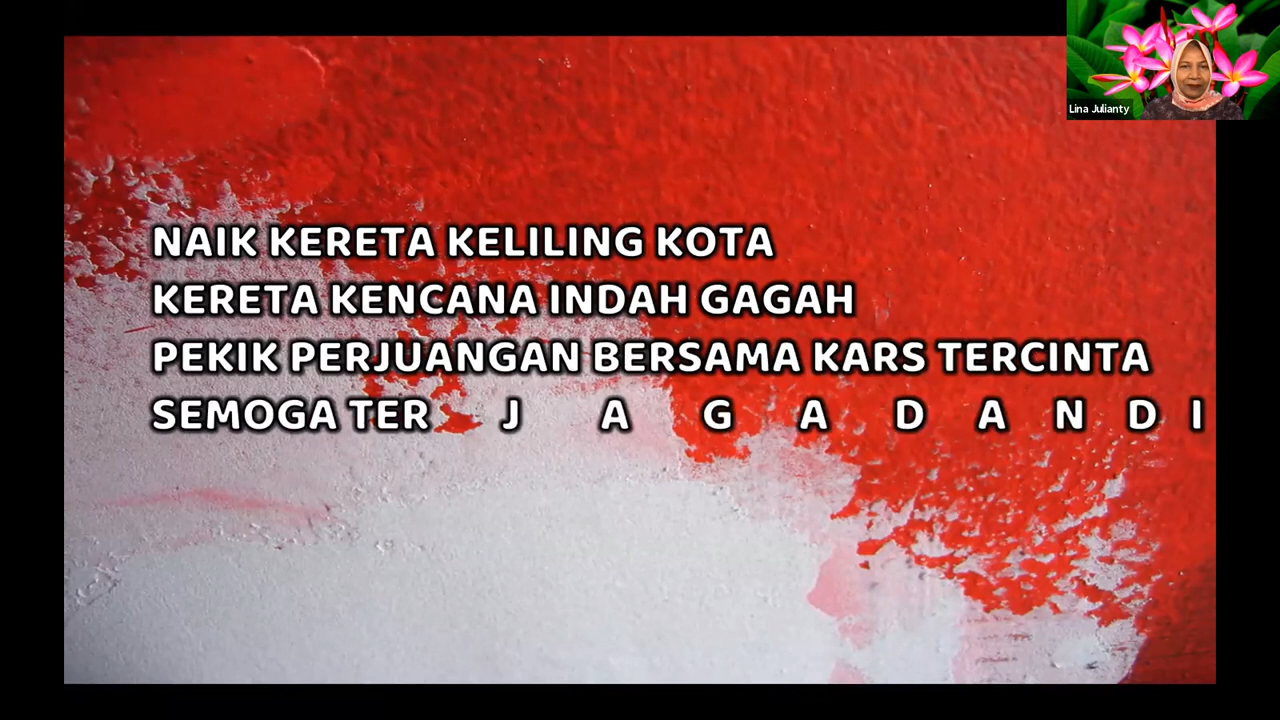 Lina Julianty
NAIK KERETA KELILING KOTA
KERETA KENCANA INDAH GAGAH
PEKIK PERJUANGAN BERSAMA KARS TERCINTA
SEMOGA TER J A G A D A N D I